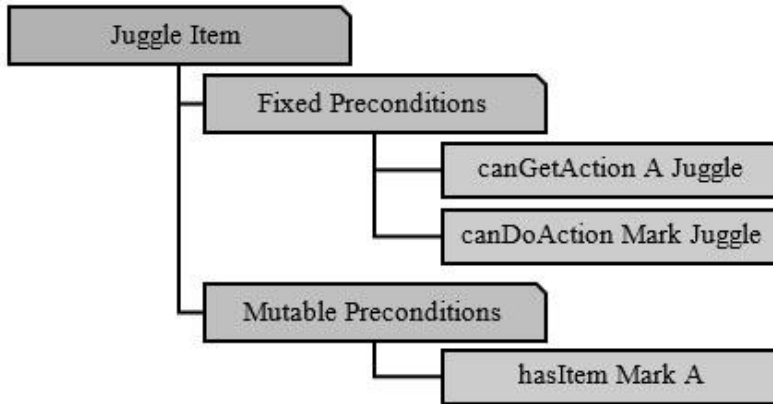 Juggle Item
Fixed Preconditions
canGetAction A Juggle
canDoAction Mark Juggle
Mutable Preconditions
hasItem Mark A